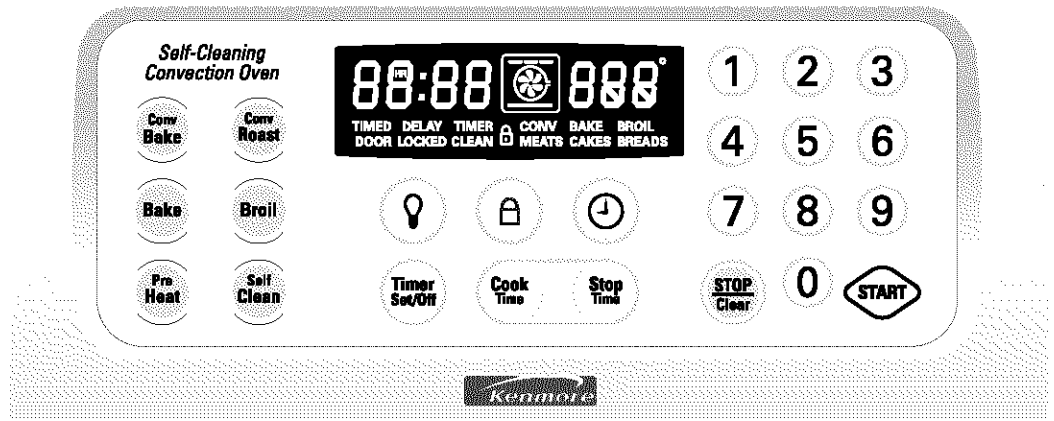 Self-Cleaning
Convection Oven
Conv
Bake
Conv
Roast
Bake
Broil
Pre
Heat
Self
Clean
88:88 888°
HR
TIMED DELAY TIMER CONV BAKE BROIL
DOOR LOCKED CLEAN MEATS CAKES BREADS
Timer
Set/Off
Cook
Time
Stop
Time
1 2 3
4 5 6
7 8 9
STOP
Clear
0
START
Kenmore